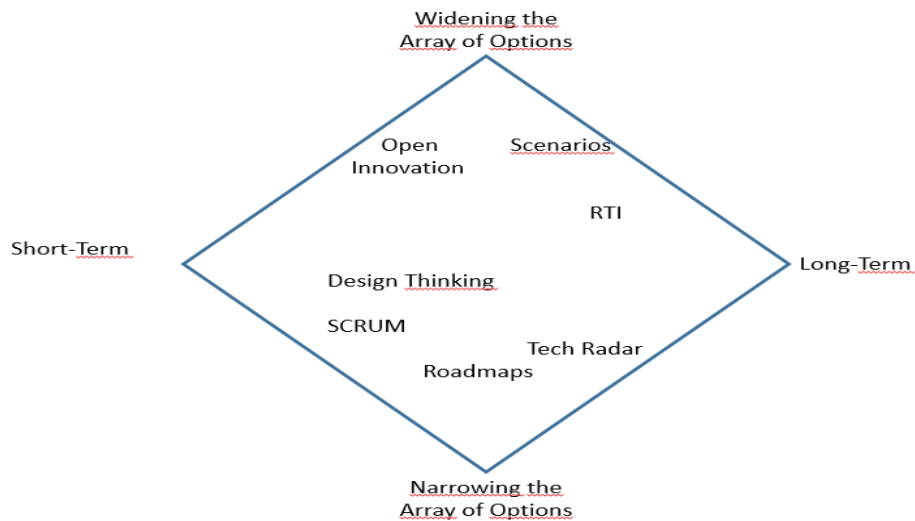 Widening the
Array of Options
Open
Innovation
Scenarios
RTI
Short-Term
Long-Term
Design Thinking
SCRUM
Tech Radar
Roadmaps
Narrowing the
Array of Options